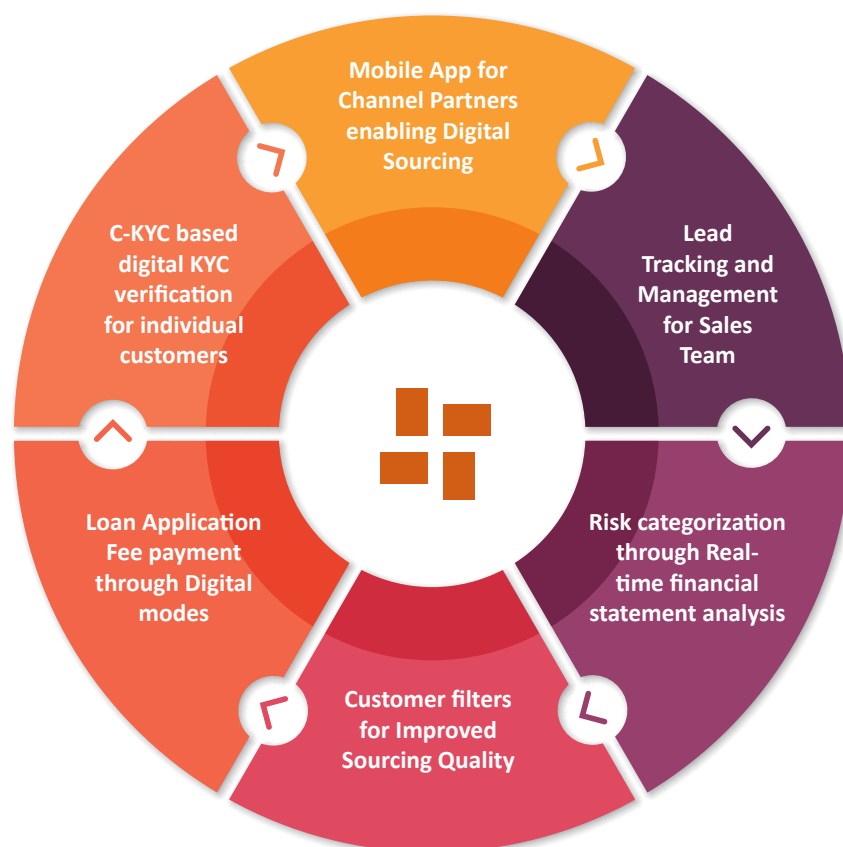 Mobile App for
Channel Partners
enabling Digital
Sourcing
Lead
Tracking and
Management
for Sales
Team
Risk categorization
through Real-
time financial
statement analysis
Customer filters
for Improved
Sourcing Quality
Loan Application
Fee payment
through Digital
modes
C-KYC based
digital KYC
verification
for individual
customers